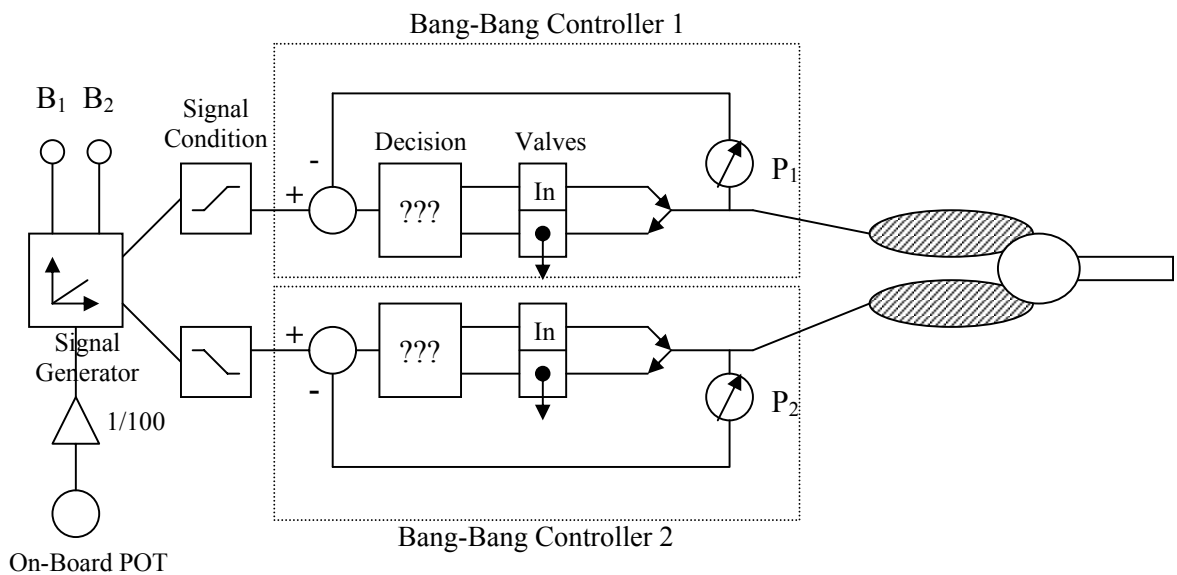 Bang-Bang Controller 1
B₁ B₂
Signal
Condition
Decision
Valves
-
+
???
In
P₁
Signal
Generator
+
-
???
In
P₂
1/100
On-Board POT
Bang-Bang Controller 2